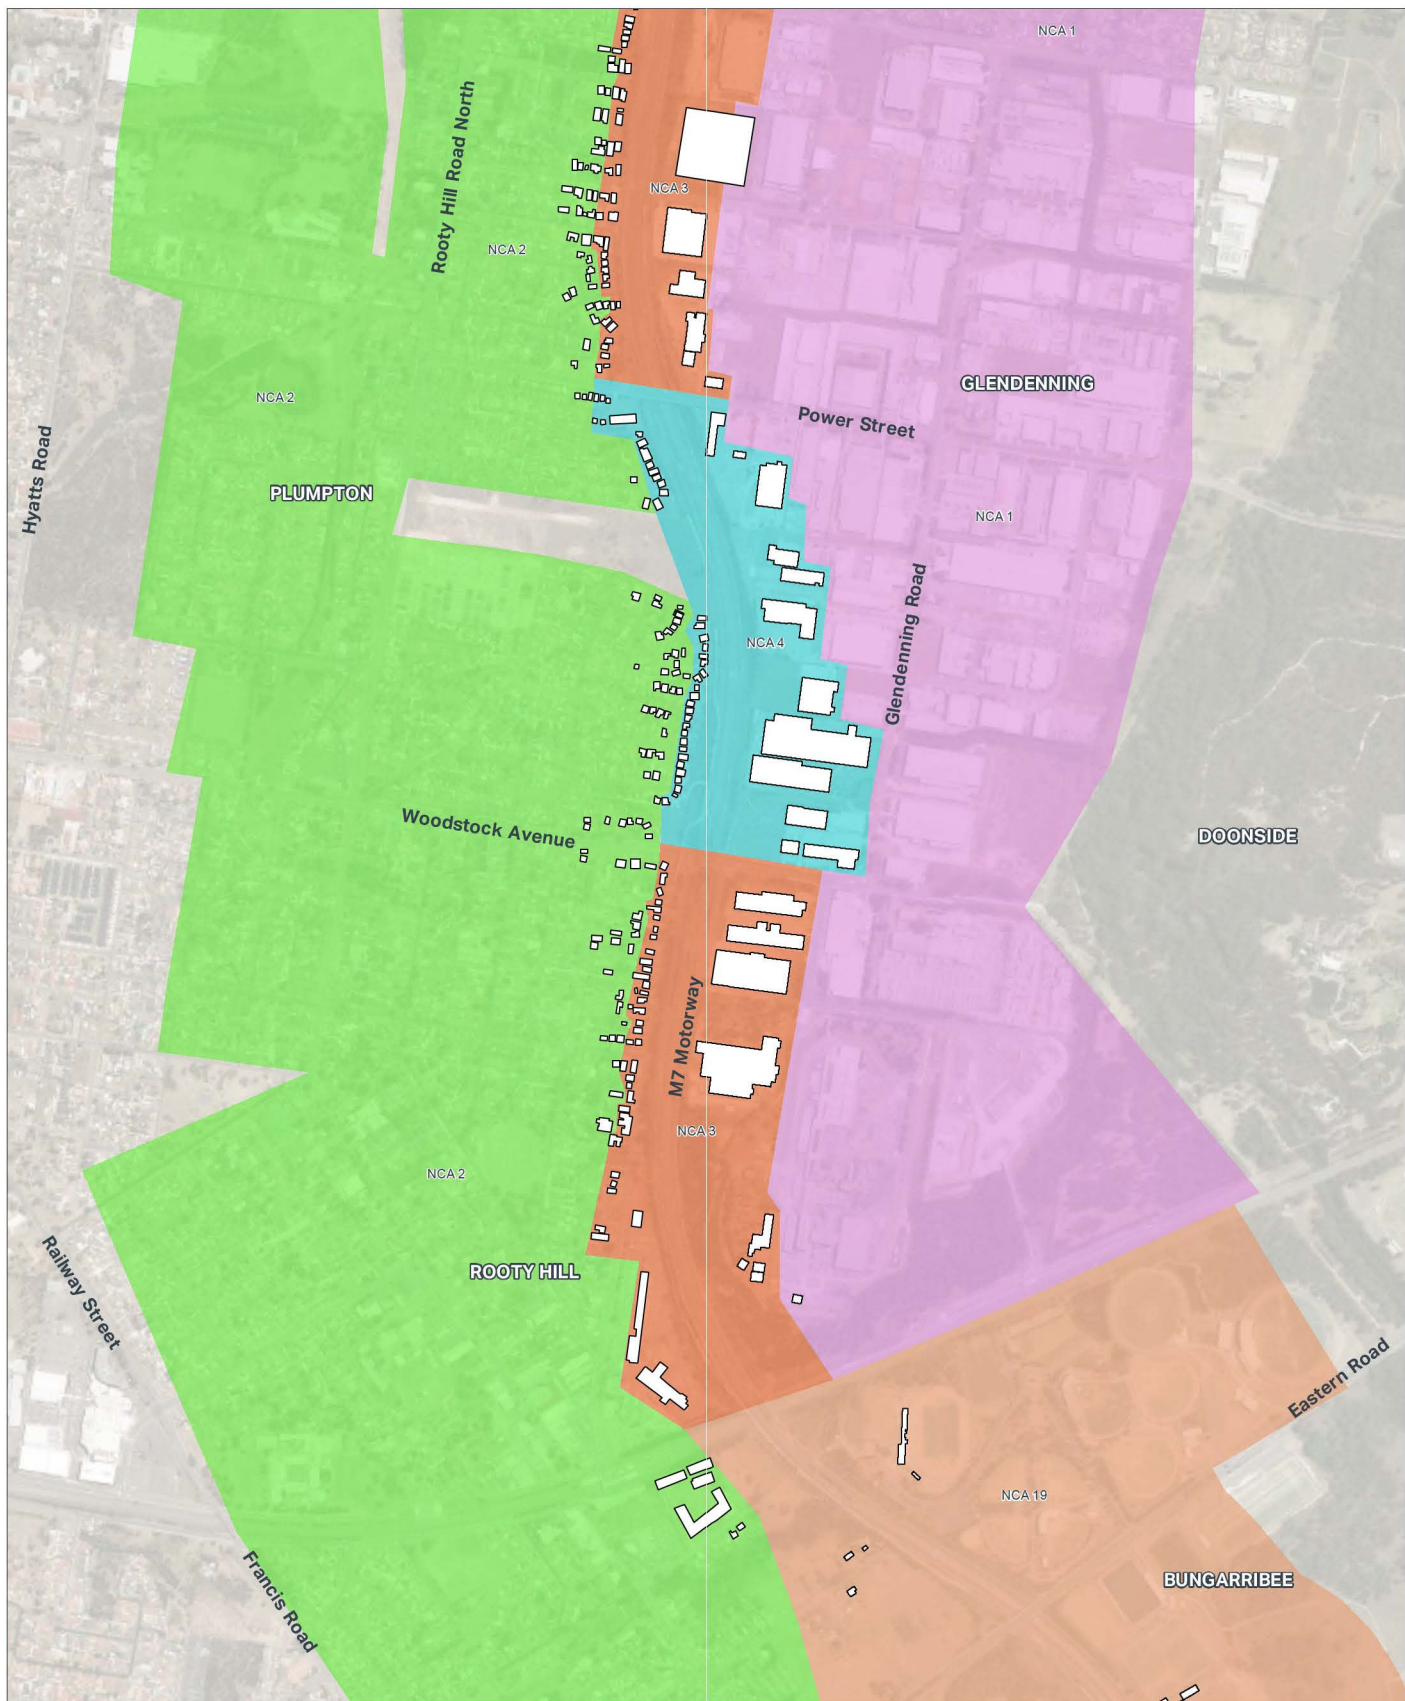 NCA 1
Rooty Hill Road North
NCA 3
NCA 2
GLENDENNING
NCA 2
Power Street
Hyatts Road
PLUMPTON
NCA 1
Glendenning Road
NCA 4
Woodstock Avenue
DOONSIDE
M7 Motorway
NCA 3
NCA 2
ROOTY HILL
Railway Street
Eastern Road
NCA 19
BUNGARRIBEE
Francis Road